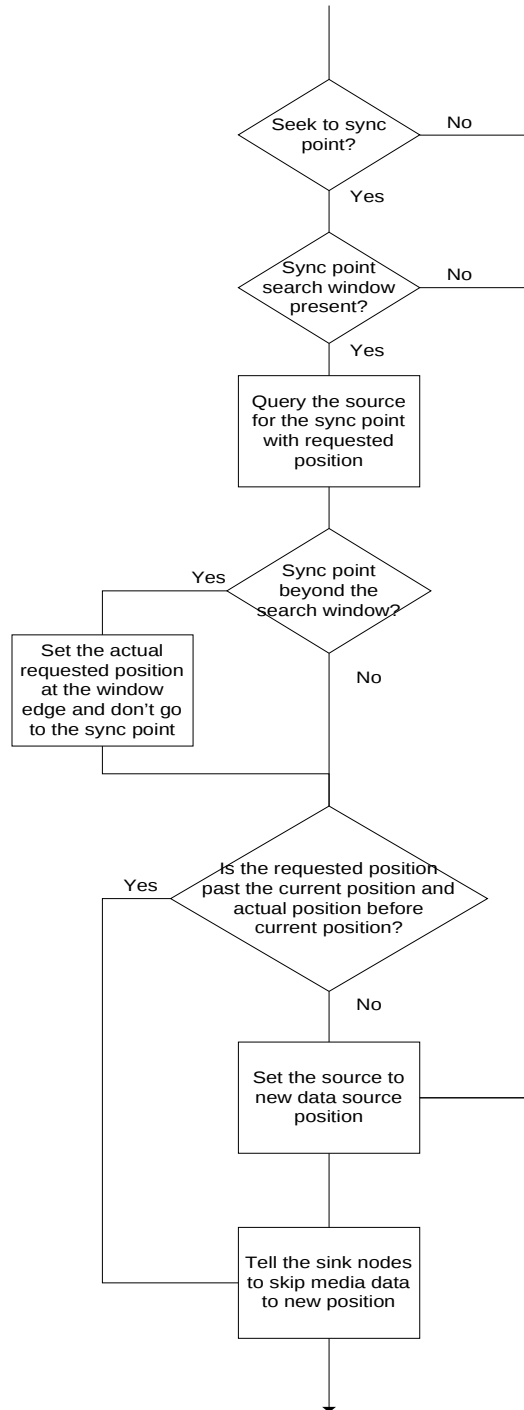 Seek to sync
point?
No
Yes
Sync point
search window
present?
No
Yes
Query the source
for the sync point
with requested
position
Yes
Sync point
beyond the
search window?
Set the actual
requested position
at the window
edge and don't go
to the sync point
No
Yes
Is the requested position
past the current position and
actual position before
current position?
No
Set the source to
new data source
position
Tell the sink nodes
to skip media data
to new position